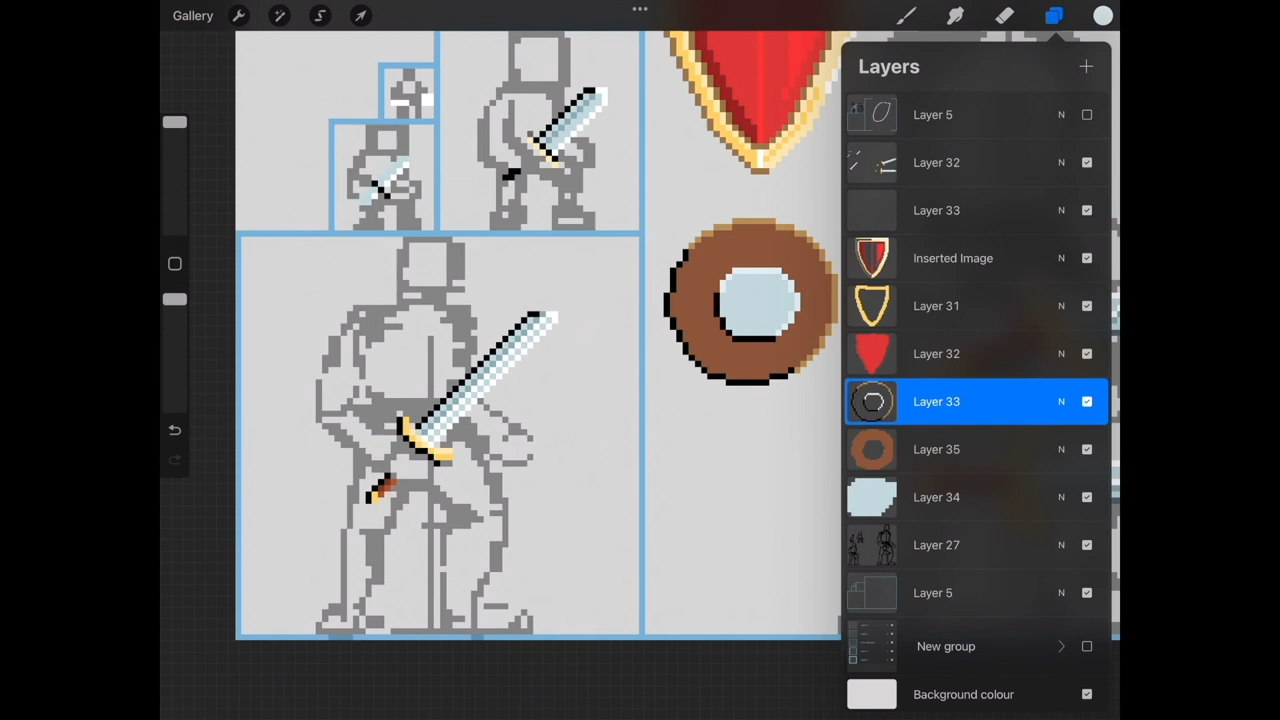 Gallery
Layers
Layer 5 N
Layer 32 N
Layer 33 N
Inserted Image N
Layer 31 N
Layer 32 N
Layer 33 N
Layer 35 N
Layer 34 N
Layer 27 N
Layer 5 N
New group
Background colour